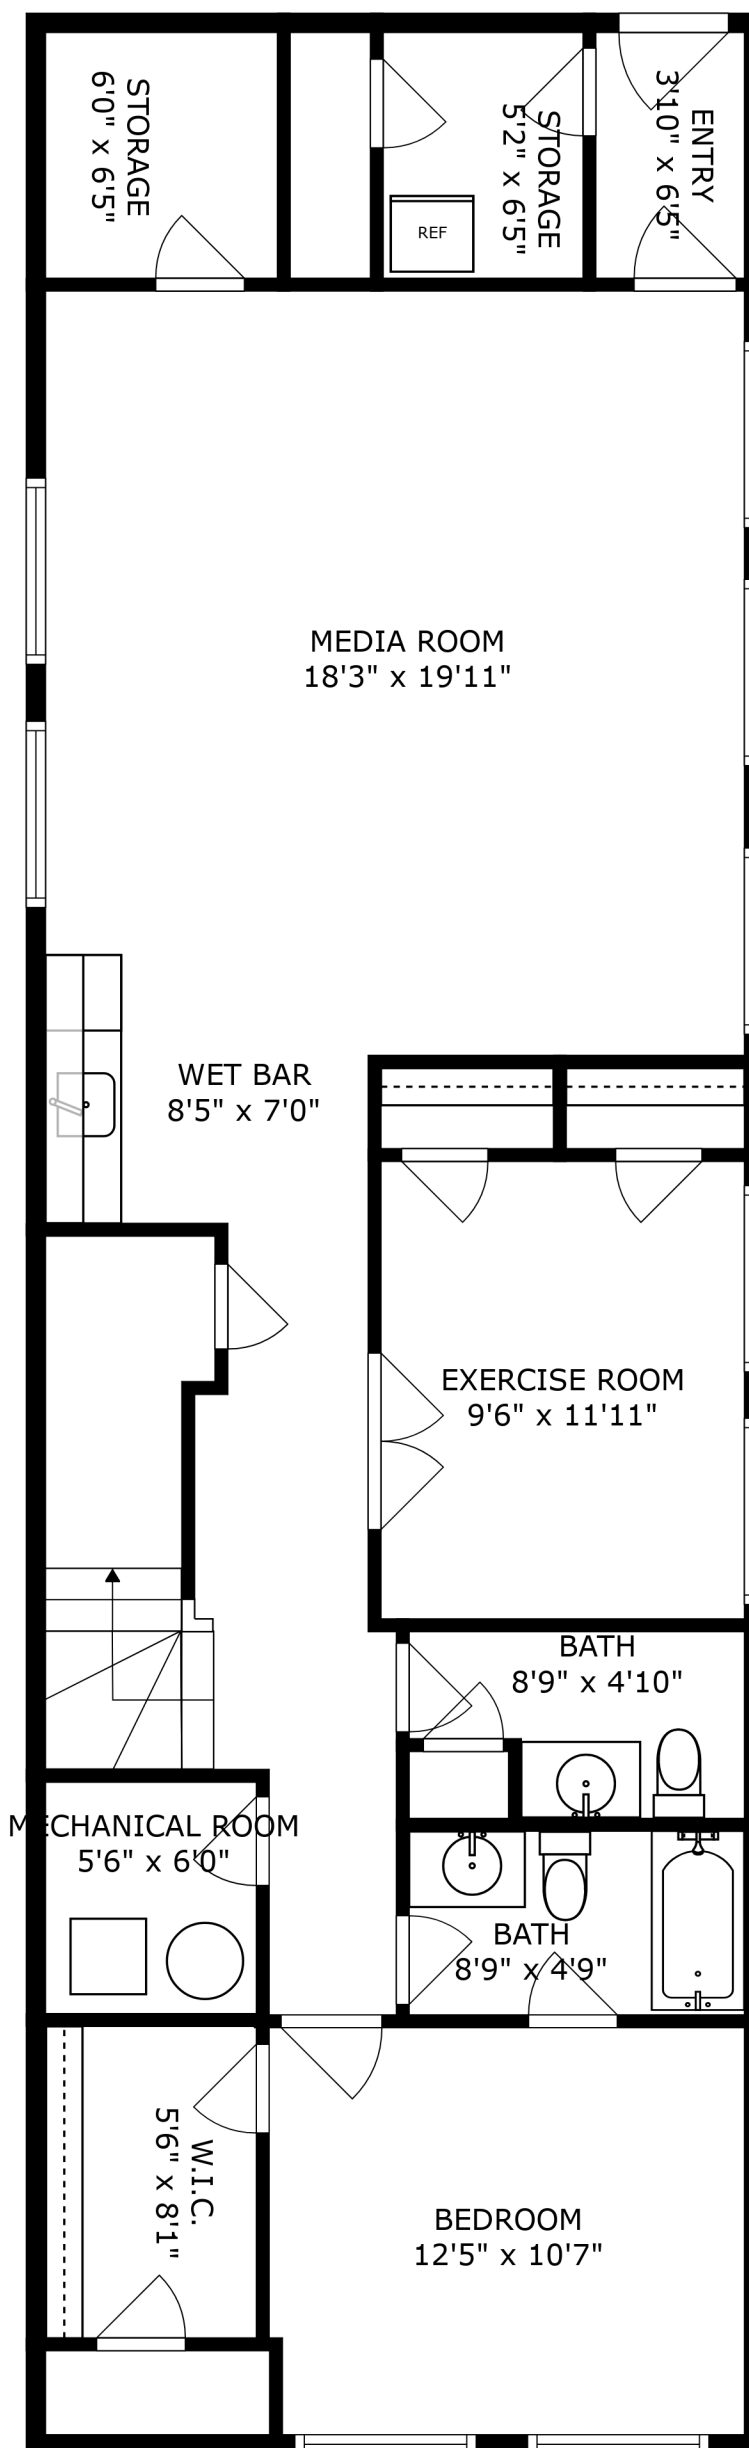 STORAGE
6'0" x 6'5"
STORAGE
5'2" x 6'5"
ENTRY
3'10" x 6'5"
REF
MEDIA ROOM
18'3" x 19'11"
WET BAR
8'5" x 7'0"
EXERCISE ROOM
9'6" x 11'11"
BATH
8'9" x 4'10"
MECHANICAL ROOM
5'6" x 6'0"
BATH
8'9" x 4'9"
W.I.C.
5'6" x 8'1"
BEDROOM
12'5" x 10'7"